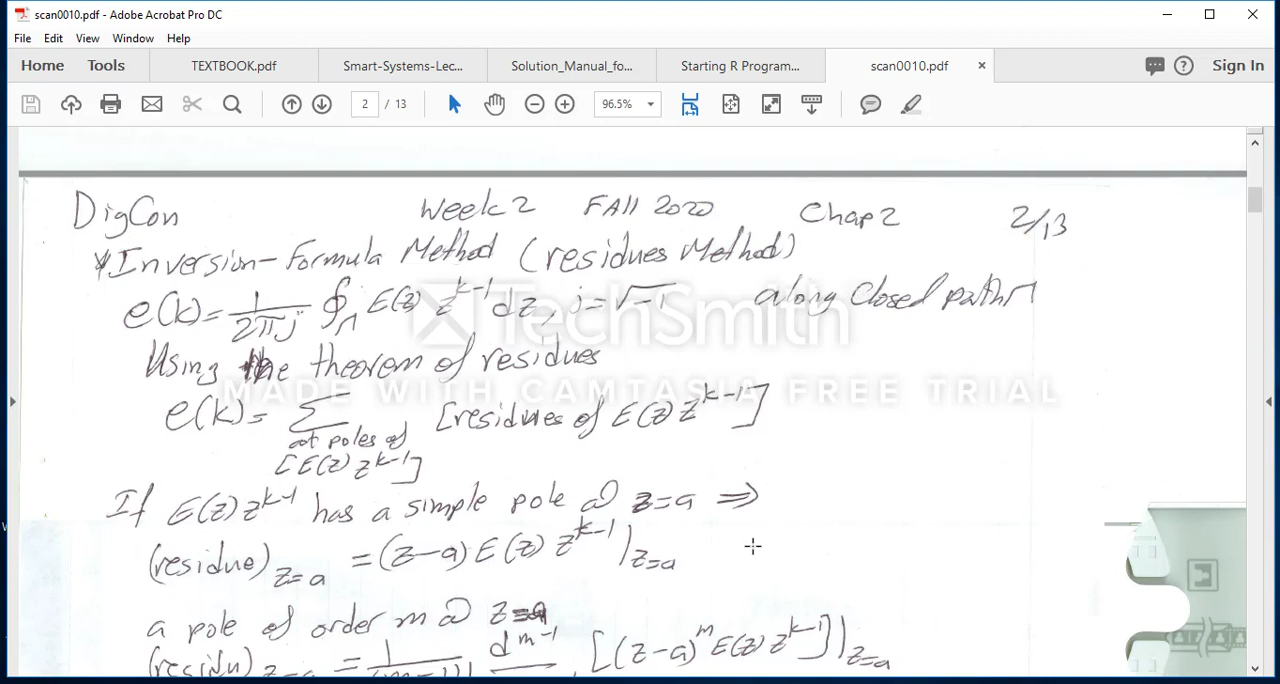 scan0010.pdf - Adobe Acrobat Pro DC
File Edit View Window Help
Home Tools TEXTBOOK.pdf Smart-Systems-Lec... Solution_Manual_fo... Starting R Program... scan0010.pdf × Sign In
2 / 13 96.5%
DigCon Week 2 FAll 2020 Chap 2 2/13
* Inversion-Formula Method (residues Method)
e(k) = 1/2πj ∮Γ E(z) z^{k-1} dz, j = √-1 along closed path Γ
TechSmith
Using the theorem of residues
MADE WITH CAMTASIA FREE TRIAL
e(k) = Σ [residues of E(z) z^{k-1}]
at poles of
[E(z) z^{k-1}]
If E(z) z^{k-1} has a simple pole @ z=a ⇒
(residue)_{z=a} = (z-a) E(z) z^{k-1} |_{z=a}
a pole of order m @ z=a
(residu)_{z=a} = 1 d^{m-1} [(z-a)^m E(z) z^{k-1}] |_{z=a}